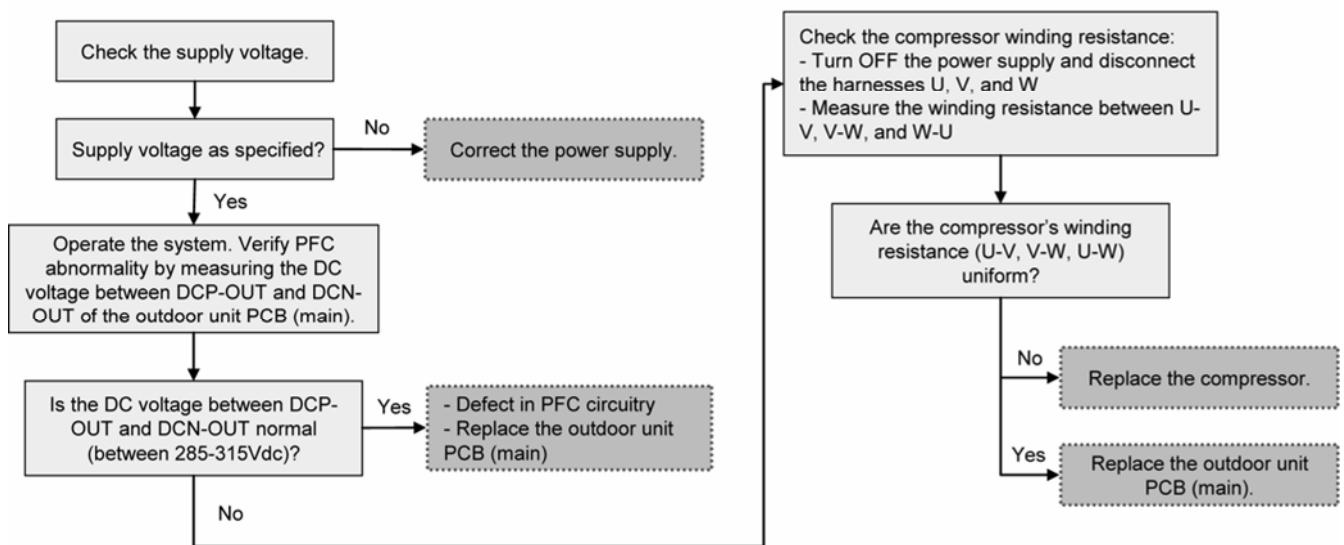 Check the supply voltage.
Supply voltage as specified?
No
Correct the power supply.
Yes
Operate the system. Verify PFC
abnormality by measuring the DC
voltage between DCP-OUT and DCN-
OUT of the outdoor unit PCB (main).
Is the DC voltage between DCP-
OUT and DCN-OUT normal
(between 285-315Vdc)?
Yes
- Defect in PFC circuitry
- Replace the outdoor unit
PCB (main)
No
Check the compressor winding resistance:
- Turn OFF the power supply and disconnect
the harnesses U, V, and W
- Measure the winding resistance between U-
V, V-W, and W-U
Are the compressor’s winding
resistance (U-V, V-W, U-W)
uniform?
No
Replace the compressor.
Yes
Replace the outdoor unit
PCB (main).